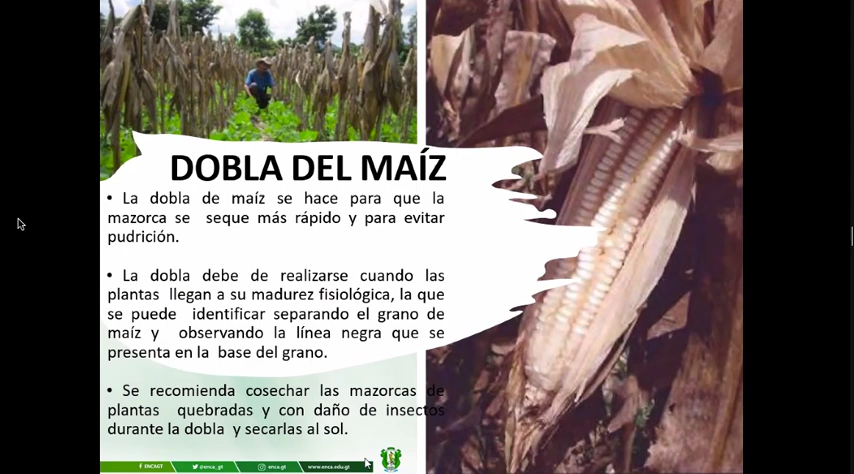 DOBLA DEL MAÍZ
• La dobla de maíz se hace para que la
mazorca se seque más rápido y para evitar
pudrición.
• La dobla debe de realizarse cuando las
plantas llegan a su madurez fisiológica, la que
se puede identificar separando el grano de
maíz y observando la línea negra que se
presenta en la base del grano.
• Se recomienda cosechar las mazorcas de
plantas quebradas y con daño de insectos
durante la dobla y secarlas al sol.
ENCAGT @enca_gt enca.gt www.enca.edu.gt